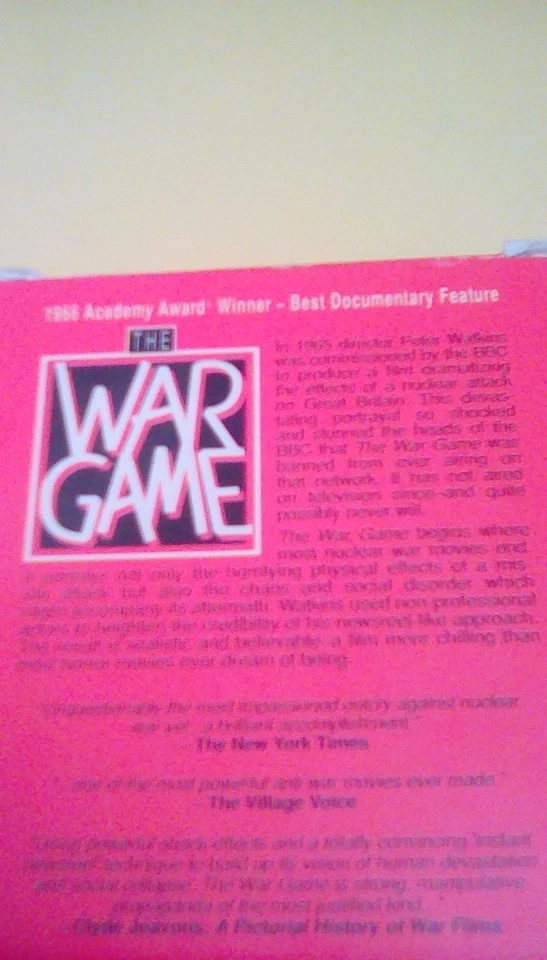 1966 Academy Award Winner – Best Documentary Feature
THE
WAR
GAME
In 1965 director Peter Watkins
was commissioned by the BBC
to produce a film dramatizing
the effects of a nuclear attack
on Great Britain. This devas-
tating portrayal so shocked
and stunned the heads of the
BBC that The War Game was
banned from ever airing on
that network. It has not aired
on television since–and quite
possibly never will.
The War Game begins where
most nuclear war movies end.
It portrays not only the horrifying physical effects of a mis-
sile attack but also the chaos and social disorder which
might accompany its aftermath. Watkins used non professional
actors to heighten the credibility of his newsreel like approach.
The result is realistic and believable, a film more chilling than
most horror movies ever dream of being.
"Unquestionably the most impassioned outcry against nuclear
war yet...a brilliant accomplishment."
– The New York Times
"...one of the most powerful anti war movies ever made."
– The Village Voice
"Using powerful shock effects and a totally convincing 'instant
newsreel' technique to build up its vision of human devastation
and social collapse, The War Game is strong, manipulative
propaganda of the most justified kind..."
– Clyde Jeavons, A Pictorial History of War Films